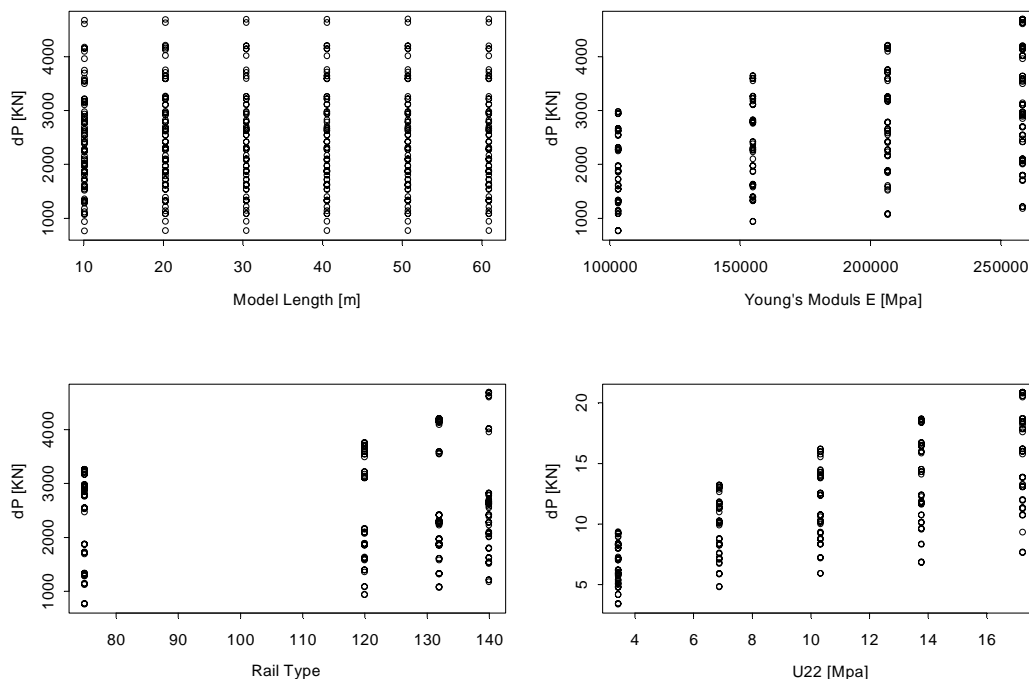 dP [KN]
1000 2000 3000 4000
10 20 30 40 50 60
Model Length [m]
dP [KN]
1000 2000 3000 4000
100000 150000 200000 250000
Young's Moduls E [Mpa]
dP [KN]
1000 2000 3000 4000
80 90 100 110 120 130 140
Rail Type
dP [KN]
5 10 15 20
4 6 8 10 12 14 16
U22 [Mpa]